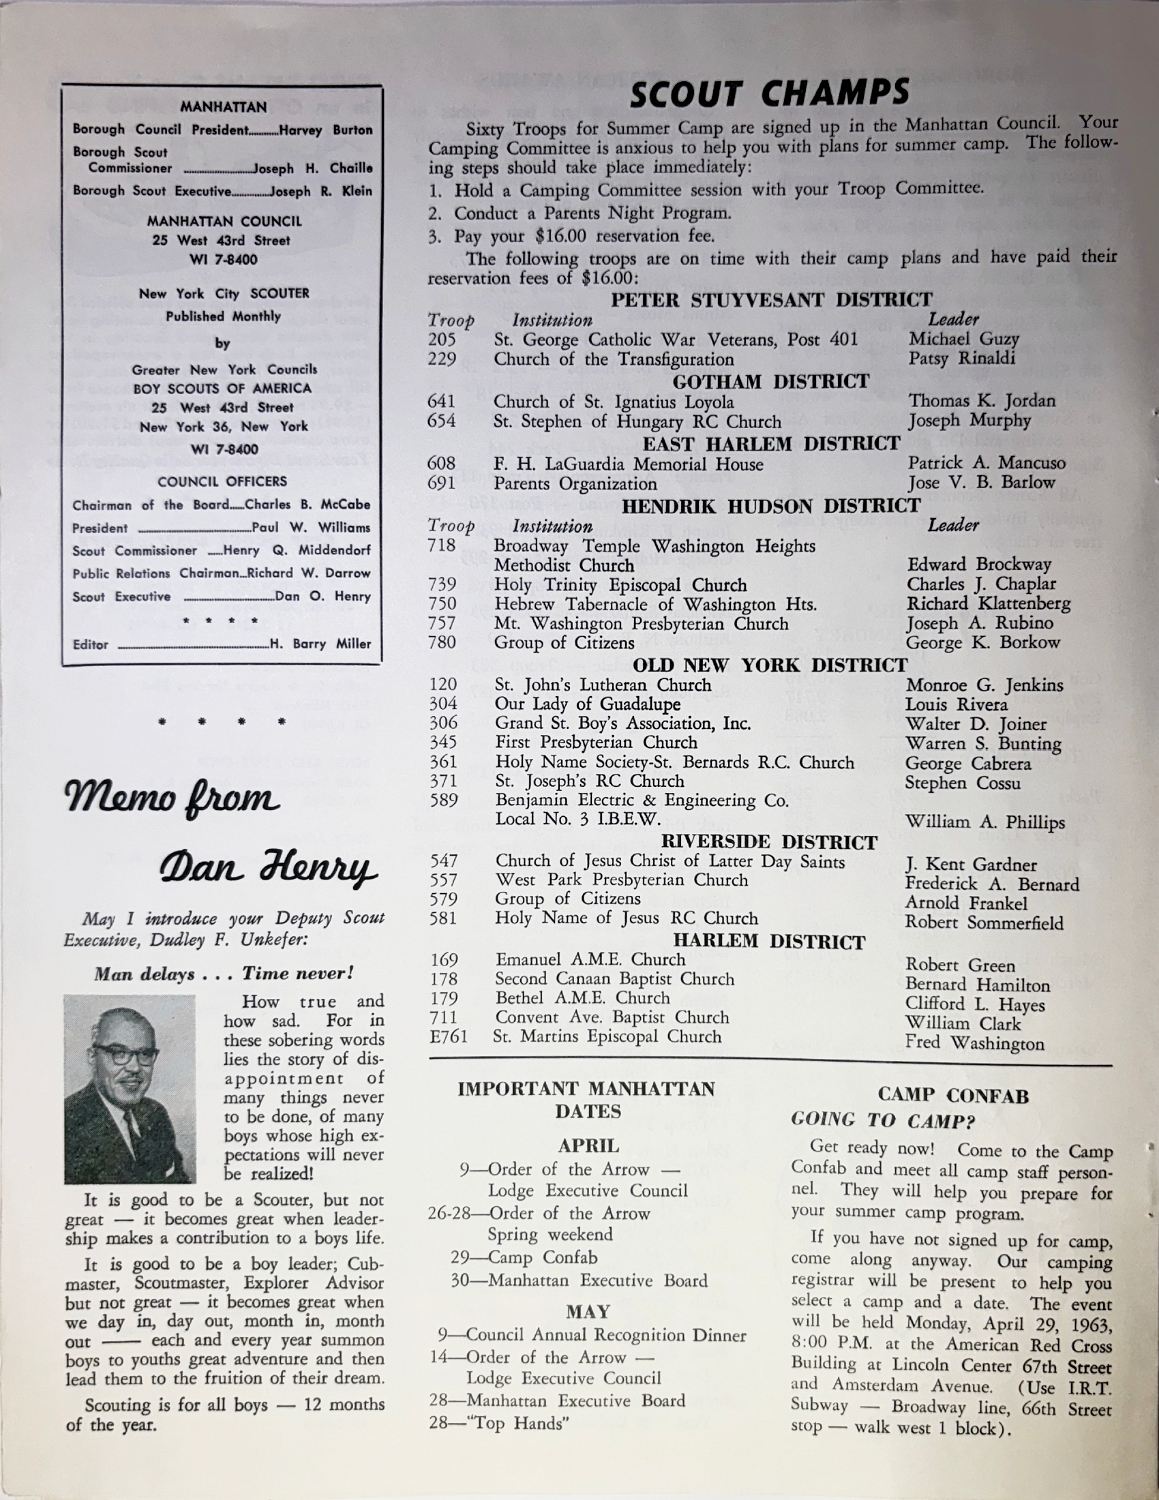 MANHATTAN
Borough Council President..........Harvey Burton
Borough Scout
Commissioner ......................Joseph H. Chaille
Borough Scout Executive............Joseph R. Klein
MANHATTAN COUNCIL
25 West 43rd Street
WI 7-8400
New York City SCOUTER
Published Monthly
by
Greater New York Councils
BOY SCOUTS OF AMERICA
25 West 43rd Street
New York 36, New York
WI 7-8400
COUNCIL OFFICERS
Chairman of the Board.....Charles B. McCabe
President ..............................Paul W. Williams
Scout Commissioner .....Henry Q. Middendorf
Public Relations Chairman...Richard W. Darrow
Scout Executive ........................Dan O. Henry
* * * *
Editor ........................................H. Barry Miller
* * * *
Memo from
Dan Henry
May I introduce your Deputy Scout
Executive, Dudley F. Unkefer:
Man delays . . . Time never!
How true and
how sad. For in
these sobering words
lies the story of dis-
appointment of
many things never
to be done, of many
boys whose high ex-
pectations will never
be realized!
It is good to be a Scouter, but not
great — it becomes great when leader-
ship makes a contribution to a boys life.
It is good to be a boy leader; Cub-
master, Scoutmaster, Explorer Advisor
but not great — it becomes great when
we day in, day out, month in, month
out —— each and every year summon
boys to youths great adventure and then
lead them to the fruition of their dream.
Scouting is for all boys — 12 months
of the year.
SCOUT CHAMPS
Sixty Troops for Summer Camp are signed up in the Manhattan Council. Your
Camping Committee is anxious to help you with plans for summer camp. The follow-
ing steps should take place immediately:
1. Hold a Camping Committee session with your Troop Committee.
2. Conduct a Parents Night Program.
3. Pay your $16.00 reservation fee.
The following troops are on time with their camp plans and have paid their
reservation fees of $16.00:
PETER STUYVESANT DISTRICT
Troop Institution Leader
205 St. George Catholic War Veterans, Post 401 Michael Guzy
229 Church of the Transfiguration Patsy Rinaldi
GOTHAM DISTRICT
641 Church of St. Ignatius Loyola Thomas K. Jordan
654 St. Stephen of Hungary RC Church Joseph Murphy
EAST HARLEM DISTRICT
608 F. H. LaGuardia Memorial House Patrick A. Mancuso
691 Parents Organization Jose V. B. Barlow
HENDRIK HUDSON DISTRICT
Troop Institution Leader
718 Broadway Temple Washington Heights
Methodist Church Edward Brockway
739 Holy Trinity Episcopal Church Charles J. Chaplar
750 Hebrew Tabernacle of Washington Hts. Richard Klattenberg
757 Mt. Washington Presbyterian Church Joseph A. Rubino
780 Group of Citizens George K. Borkow
OLD NEW YORK DISTRICT
120 St. John's Lutheran Church Monroe G. Jenkins
304 Our Lady of Guadalupe Louis Rivera
306 Grand St. Boy's Association, Inc. Walter D. Joiner
345 First Presbyterian Church Warren S. Bunting
361 Holy Name Society-St. Bernards R.C. Church George Cabrera
371 St. Joseph's RC Church Stephen Cossu
589 Benjamin Electric & Engineering Co.
Local No. 3 I.B.E.W. William A. Phillips
RIVERSIDE DISTRICT
547 Church of Jesus Christ of Latter Day Saints J. Kent Gardner
557 West Park Presbyterian Church Frederick A. Bernard
579 Group of Citizens Arnold Frankel
581 Holy Name of Jesus RC Church Robert Sommerfield
HARLEM DISTRICT
169 Emanuel A.M.E. Church Robert Green
178 Second Canaan Baptist Church Bernard Hamilton
179 Bethel A.M.E. Church Clifford L. Hayes
711 Convent Ave. Baptist Church William Clark
E761 St. Martins Episcopal Church Fred Washington
IMPORTANT MANHATTAN
DATES
APRIL
9—Order of the Arrow —
Lodge Executive Council
26-28—Order of the Arrow
Spring weekend
29—Camp Confab
30—Manhattan Executive Board
MAY
9—Council Annual Recognition Dinner
14—Order of the Arrow —
Lodge Executive Council
28—Manhattan Executive Board
28—"Top Hands"
CAMP CONFAB
GOING TO CAMP?
Get ready now! Come to the Camp
Confab and meet all camp staff person-
nel. They will help you prepare for
your summer camp program.
If you have not signed up for camp,
come along anyway. Our camping
registrar will be present to help you
select a camp and a date. The event
will be held Monday, April 29, 1963,
8:00 P.M. at the American Red Cross
Building at Lincoln Center 67th Street
and Amsterdam Avenue. (Use I.R.T.
Subway — Broadway line, 66th Street
stop — walk west 1 block).